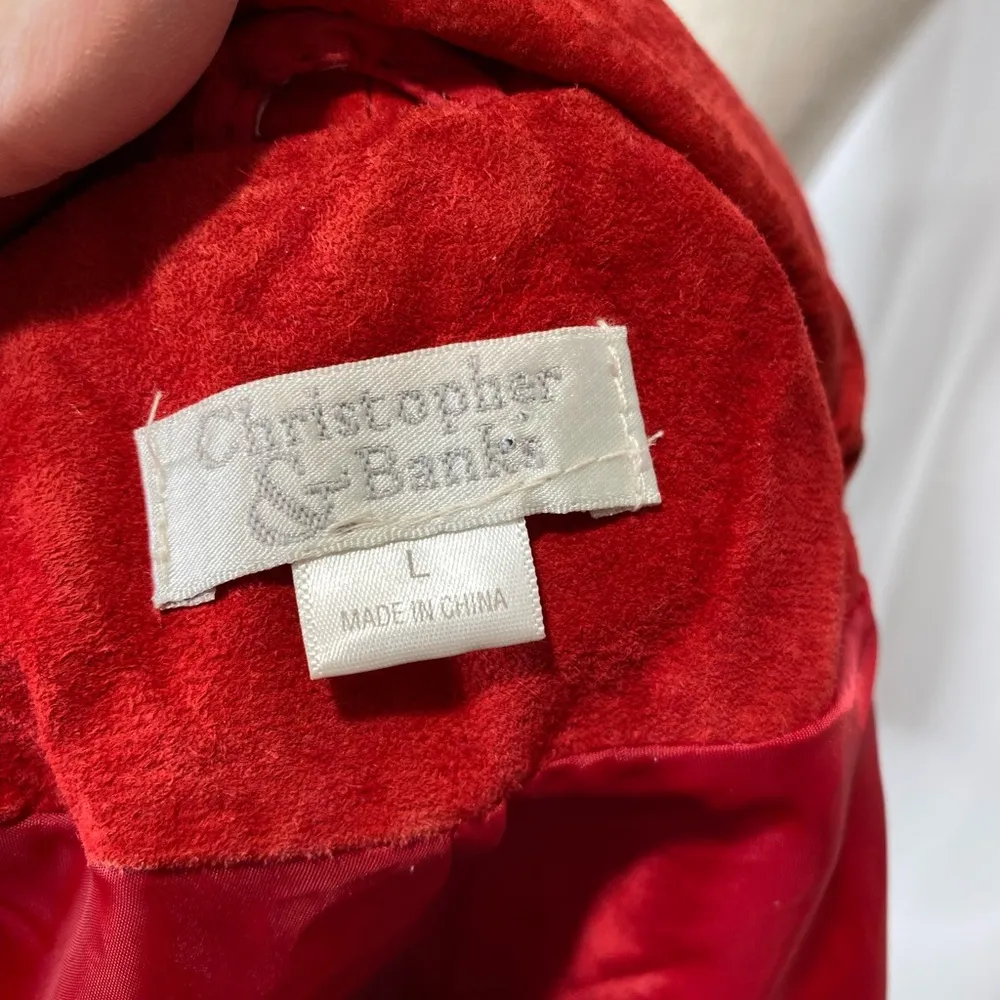 Christopher
& Banks
L
MADE IN CHINA